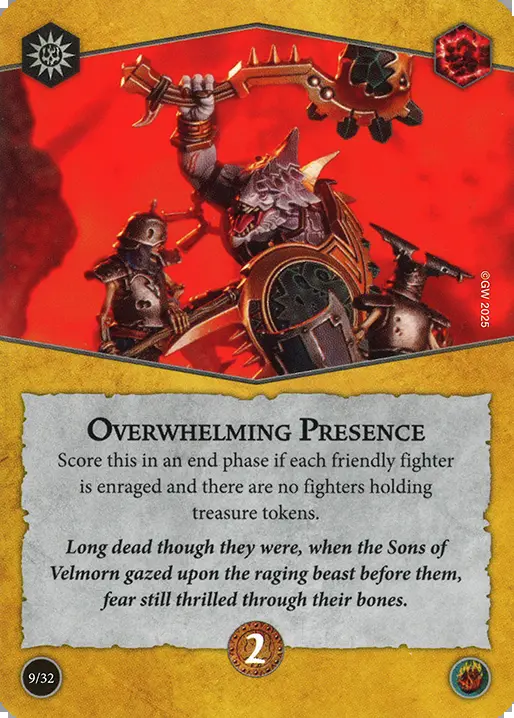 ©GW 2025
OVERWHELMING PRESENCE
Score this in an end phase if each friendly fighter
is enraged and there are no fighters holding
treasure tokens.
Long dead though they were, when the Sons of
Velmorn gazed upon the raging beast before them,
fear still thrilled through their bones.
2
9/32